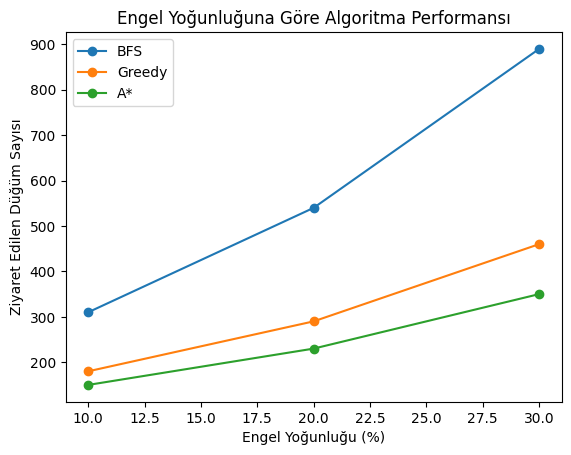 Engel Yoğunluğuna Göre Algoritma Performansı
BFS
Greedy
A*
Ziyaret Edilen Düğüm Sayısı
900
800
700
600
500
400
300
200
10.0 12.5 15.0 17.5 20.0 22.5 25.0 27.5 30.0
Engel Yoğunluğu (%)